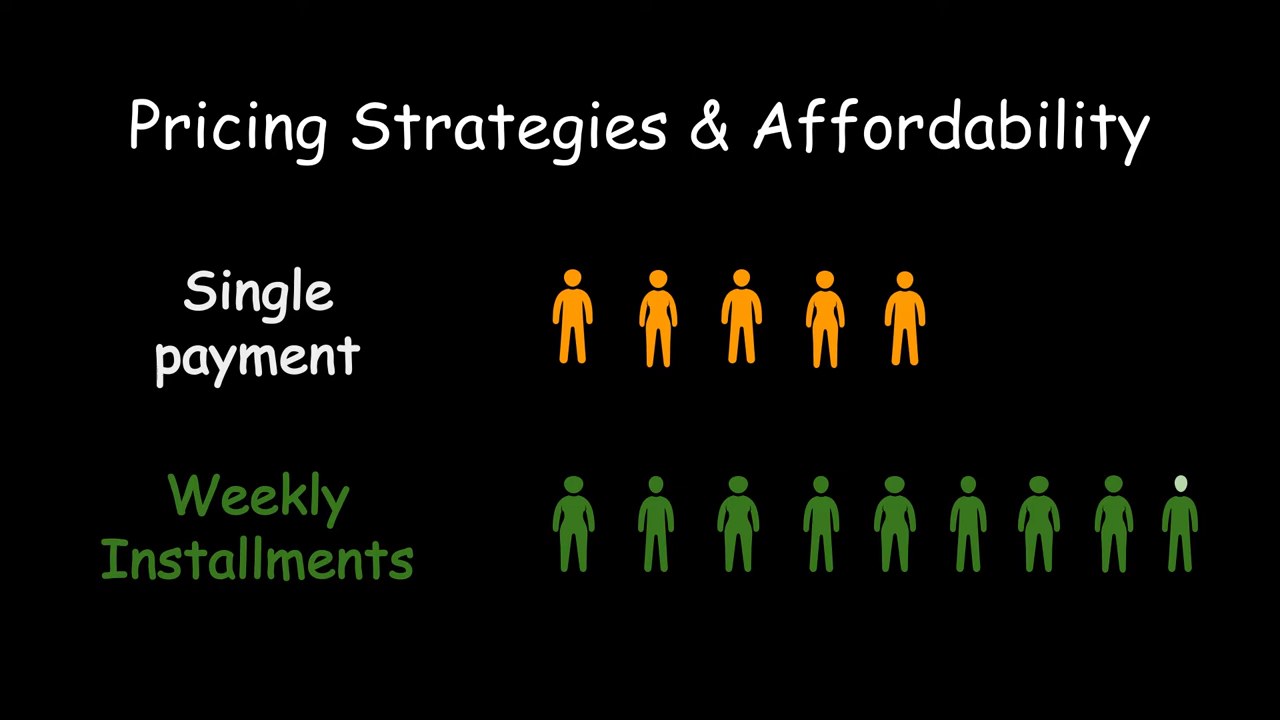 Pricing Strategies & Affordability
Single
payment
Weekly
Installments